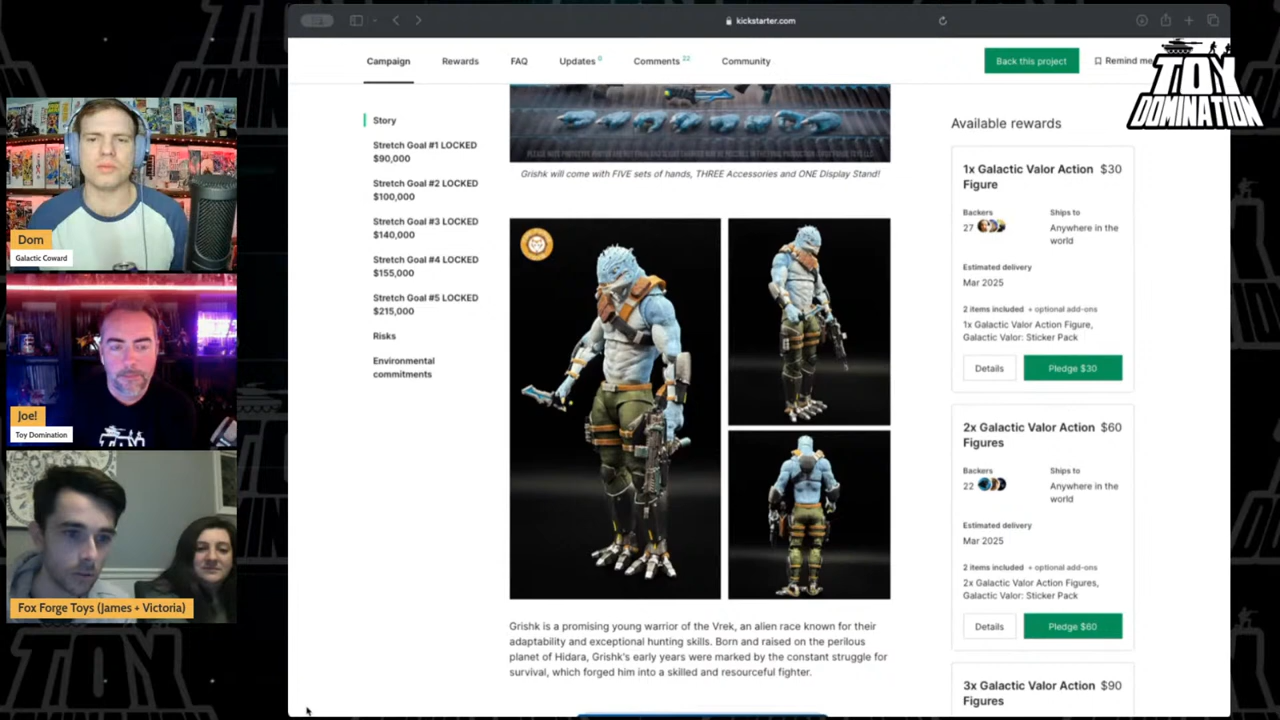 kickstarter.com
Campaign
Rewards
FAQ
Updates 0
Comments 22
Community
Back this project
Remind me
TOY
DOMINATION
Story
Stretch Goal #1 LOCKED
$90,000
Stretch Goal #2 LOCKED
$100,000
Stretch Goal #3 LOCKED
$140,000
Stretch Goal #4 LOCKED
$155,000
Stretch Goal #5 LOCKED
$215,000
Risks
Environmental
commitments
Grishk will come with FIVE sets of hands, THREE Accessories and ONE Display Stand!
Grishk is a promising young warrior of the Vrek, an alien race known for their
adaptability and exceptional hunting skills. Born and raised on the perilous
planet of Hidara, Grishk's early years were marked by the constant struggle for
survival, which forged him into a skilled and resourceful fighter.
Available rewards
1x Galactic Valor Action $30
Figure
Backers
27
Ships to
Anywhere in the
world
Estimated delivery
Mar 2025
2 items included + optional add-ons
1x Galactic Valor Action Figure,
Galactic Valor: Sticker Pack
Details
Pledge $30
2x Galactic Valor Action $60
Figures
Backers
22
Ships to
Anywhere in the
world
Estimated delivery
Mar 2025
2 items included + optional add-ons
2x Galactic Valor Action Figures,
Galactic Valor: Sticker Pack
Details
Pledge $60
3x Galactic Valor Action $90
Figures
Dom
Galactic Coward
Joe!
Toy Domination
Fox Forge Toys (James + Victoria)